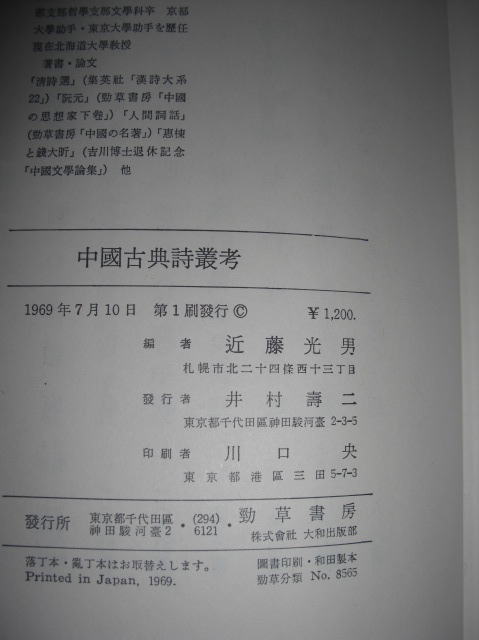 部支那哲學支那文學科卒 京都
大學助手・東京大學助手を歴任
現在北海道大學教授
著書・論文
「清詩選」(集英社「漢詩大系
22」)「阮元」(勁草書房「中國
の思想家下巻」)「人間詞話」
(勁草書房「中國の名著」)「惠棟
と錢大昕」(吉川博士退休記念
「中國文學論集」) 他
中國古典詩叢考
1969年7月10日 第1刷發行© ¥1,200.
編者 近藤光男
札幌市北二十四條西十三丁目
發行者 井村壽二
東京都千代田區神田駿河臺 2-3-5
印刷者 川口央
東京都港區三田 5-7-3
發行所 東京都千代田區神田駿河臺2・(294)6121・勁草書房
株式會社 大和出版部
落丁本・亂丁本はお取替えします。 圖書印刷・和田製本
Printed in Japan, 1969. 勁草分類 No. 8565